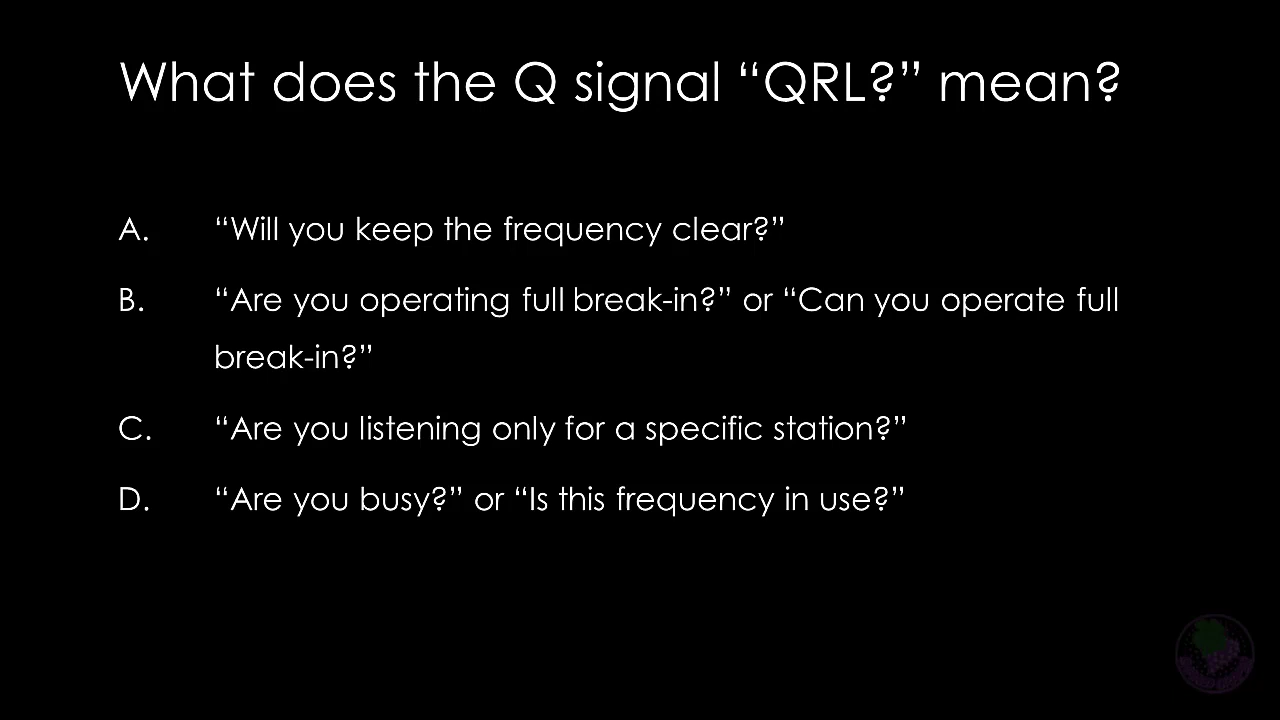 What does the Q signal “QRL?” mean?
A. “Will you keep the frequency clear?”
B. “Are you operating full break-in?” or “Can you operate full
break-in?”
C. “Are you listening only for a specific station?”
D. “Are you busy?” or “Is this frequency in use?”